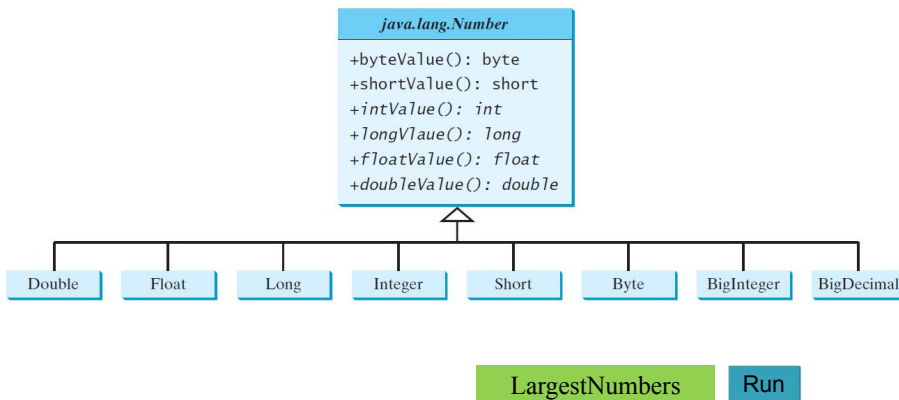 java.lang.Number
+byteValue(): byte
+shortValue(): short
+intValue(): int
+longVlaue(): long
+floatValue(): float
+doubleValue(): double
Double Float Long Integer Short Byte BigInteger BigDecimal
LargestNumbers Run